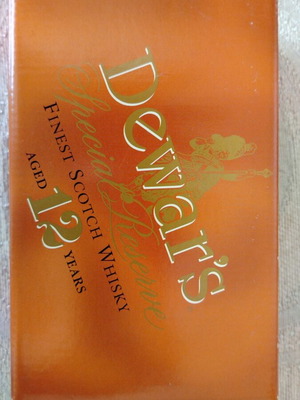 Dewar's
Special Reserve
FINEST SCOTCH WHISKY
AGED 12 YEARS